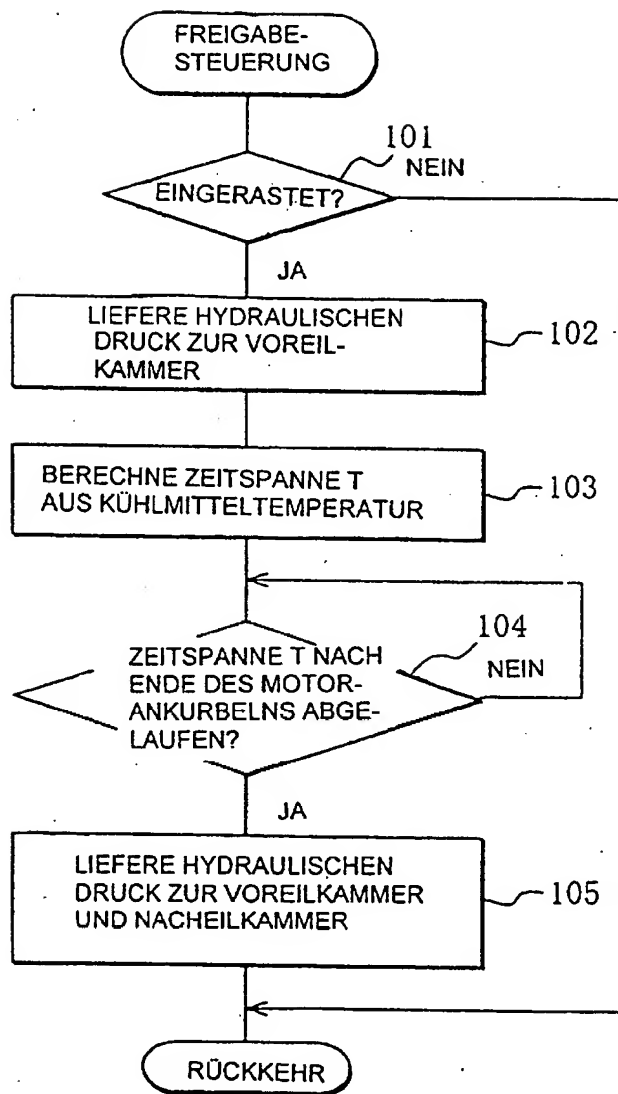 FREIGABE-
STEUERUNG
101
NEIN
EINGERASTET?
JA
LIEFERE HYDRAULISCHEN
DRUCK ZUR VOREIL-
KAMMER
102
BERECHNE ZEITSPANNE T
AUS KÜHLMITTELTEMPERATUR
103
104
ZEITSPANNE T NACH
ENDE DES MOTOR-
ANKURBELNS ABGE-
LAUFEN?
NEIN
JA
LIEFERE HYDRAULISCHEN
DRUCK ZUR VOREILKAMMER
UND NACHEILKAMMER
105
RÜCKKEHR